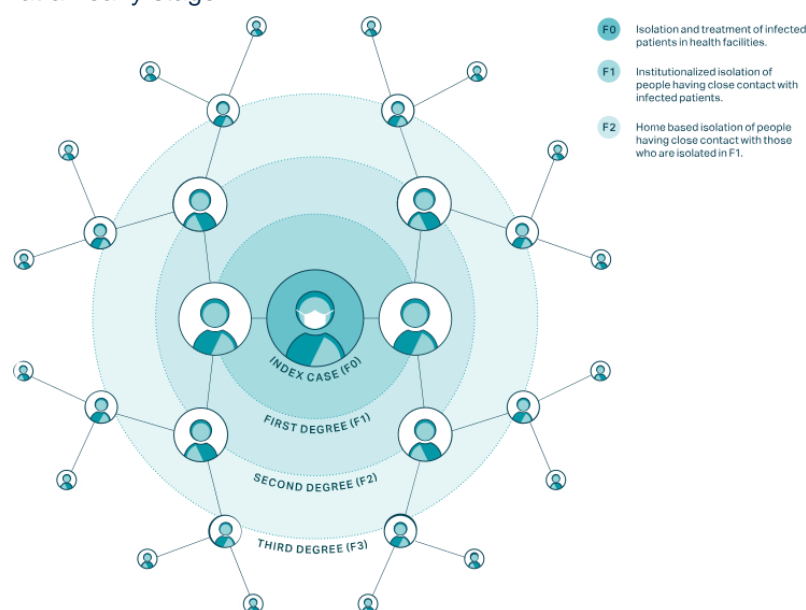 F0 Isolation and treatment of infected
patients in health facilities.
F1 Institutionalized isolation of
people having close contact with
infected patients.
F2 Home based isolation of people
having close contact with those
who are isolated in F1.
INDEX CASE (F0)
FIRST DEGREE (F1)
SECOND DEGREE (F2)
THIRD DEGREE (F3)